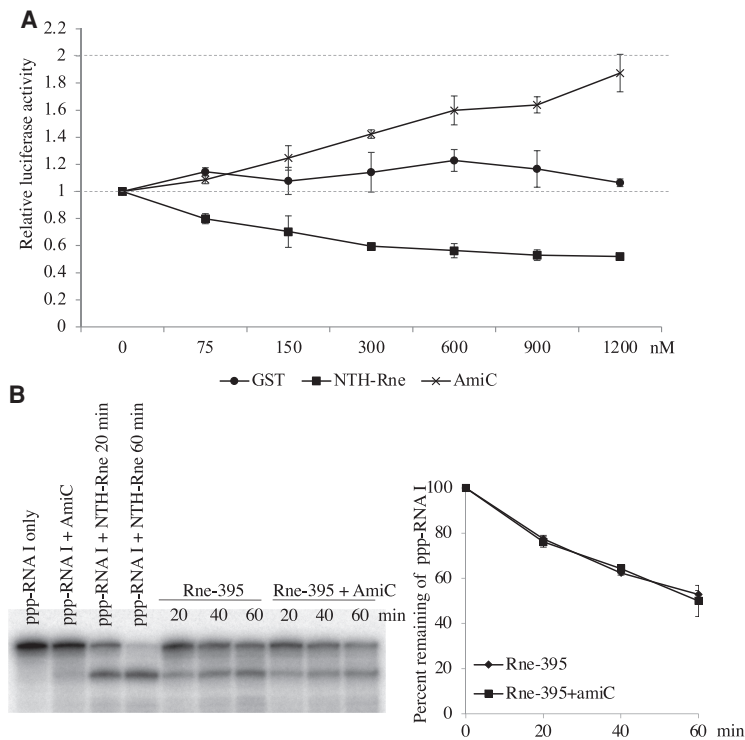 A
Relative luciferase activity
2.2
2
1.8
1.6
1.4
1.2
1
0.8
0.6
0.4
0.2
0
0 75 150 300 600 900 1200 nM
GST NTH-Rne AmiC
B
ppp-RNA I only
ppp-RNA I + AmiC
ppp-RNA I + NTH-Rne 20 min
ppp-RNA I + NTH-Rne 60 min
Rne-395 Rne-395 + AmiC
20 40 60 20 40 60 min
Percent remaining of ppp-RNA I
100
80
60
40
20
0
Rne-395
Rne-395+amiC
0 20 40 60 min